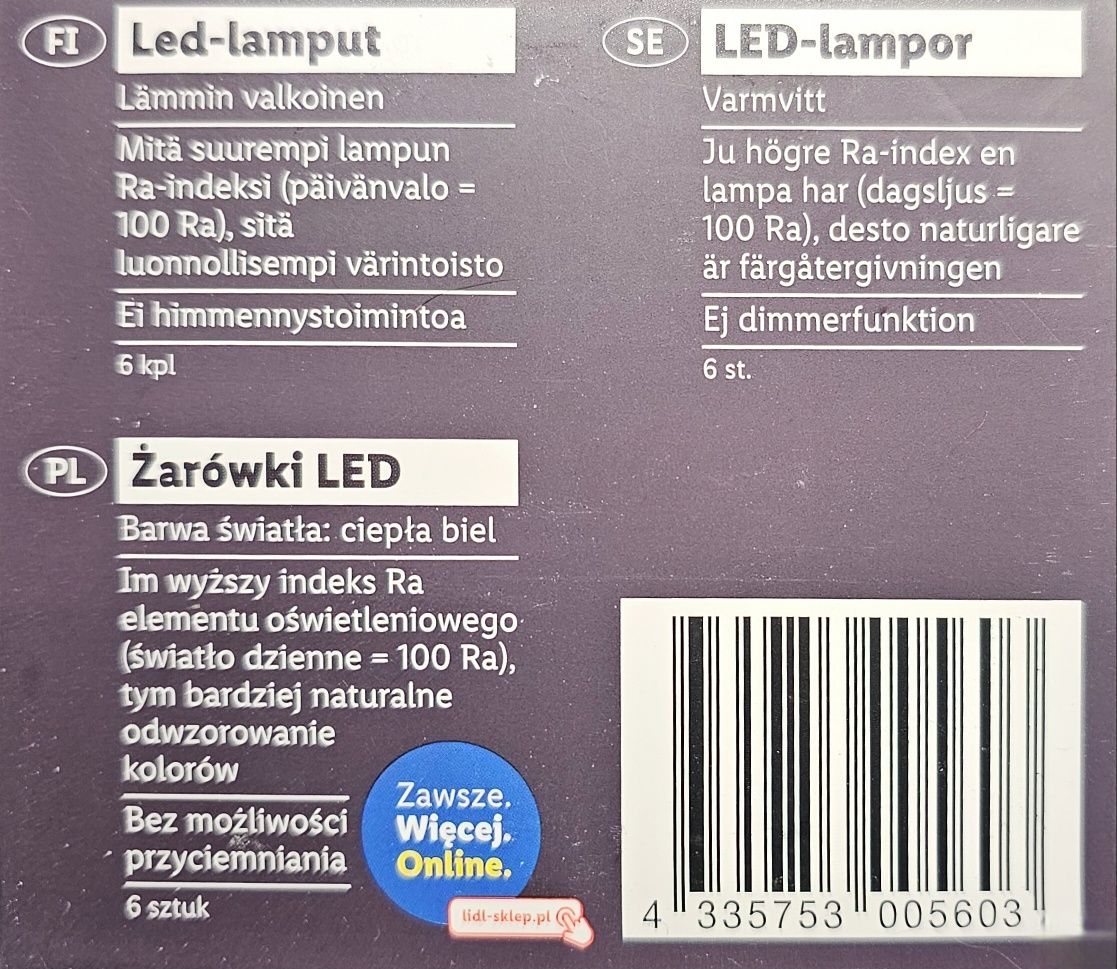 FI Led-lamput
Lämmin valkoinen
Mitä suurempi lampun
Ra-indeksi (päivänvalo =
100 Ra), sitä
luonnollisempi värintoisto
Ei himmennystoimintoa
6 kpl
SE LED-lampor
Varmvitt
Ju högre Ra-index en
lampa har (dagsljus =
100 Ra), desto naturligare
är färgåtergivningen
Ej dimmerfunktion
6 st.
PL Żarówki LED
Barwa światła: ciepła biel
Im wyższy indeks Ra
elementu oświetleniowego
(światło dzienne = 100 Ra),
tym bardziej naturalne
odwzorowanie
kolorów
Bez możliwości
przyciemniania
6 sztuk
Zawsze.
Więcej.
Online.
lidl-sklep.pl
4 335753 005603